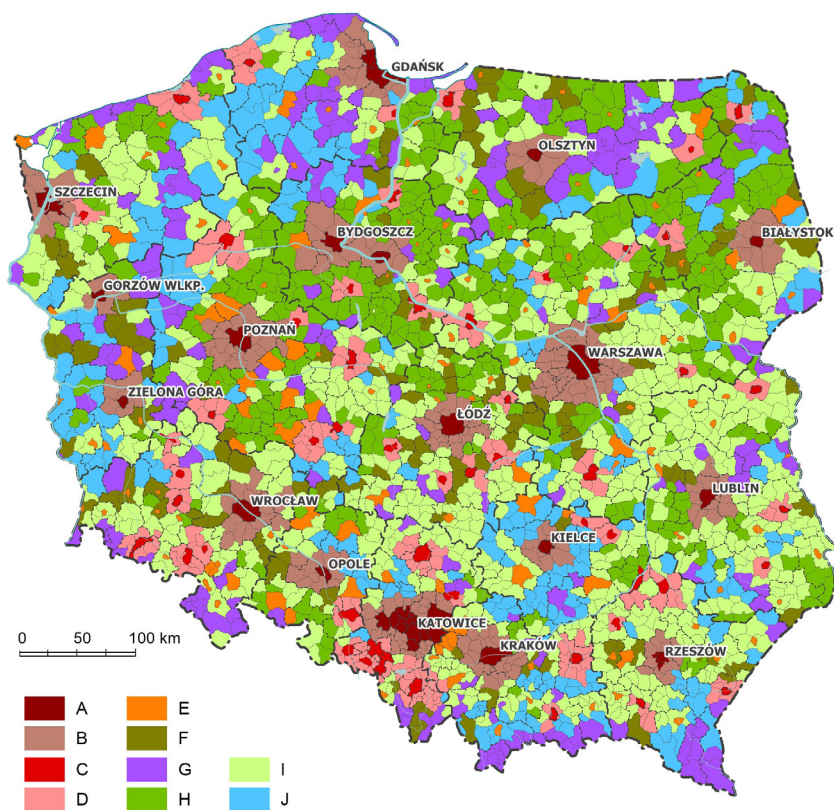 GDAŃSK
OLSZTYN
SZCZECIN
BYDGOSZCZ
BIAŁYSTOK
GORZÓW WLKP.
POZNAŃ
WARSZAWA
ZIELONA GÓRA
ŁÓDŹ
WROCŁAW
LUBLIN
KIELCE
OPOLE
KATOWICE
KRAKÓW
RZESZÓW
0 50 100 km
A E
B F
C G I
D H J